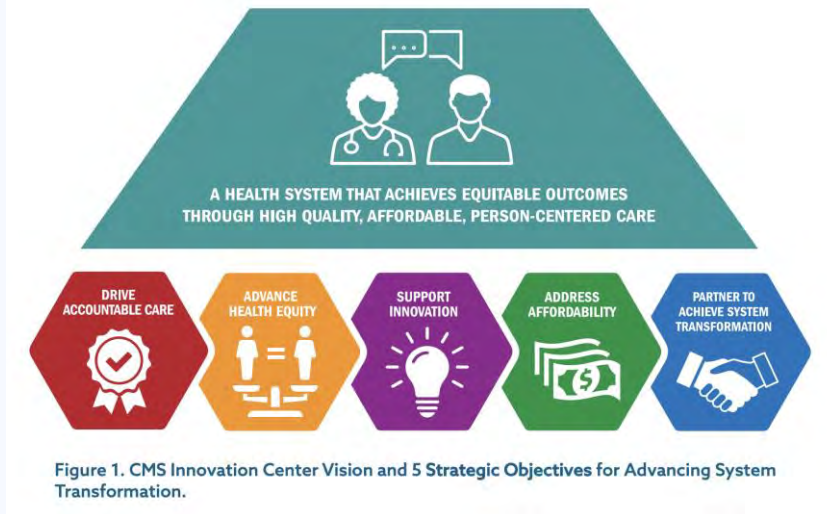 A HEALTH SYSTEM THAT ACHIEVES EQUITABLE OUTCOMES
THROUGH HIGH QUALITY, AFFORDABLE, PERSON-CENTERED CARE
DRIVE
ACCOUNTABLE CARE
ADVANCE
HEALTH EQUITY
SUPPORT
INNOVATION
ADDRESS
AFFORDABILITY
PARTNER TO
ACHIEVE SYSTEM
TRANSFORMATION
$
Figure 1. CMS Innovation Center Vision and 5 Strategic Objectives for Advancing System
Transformation.